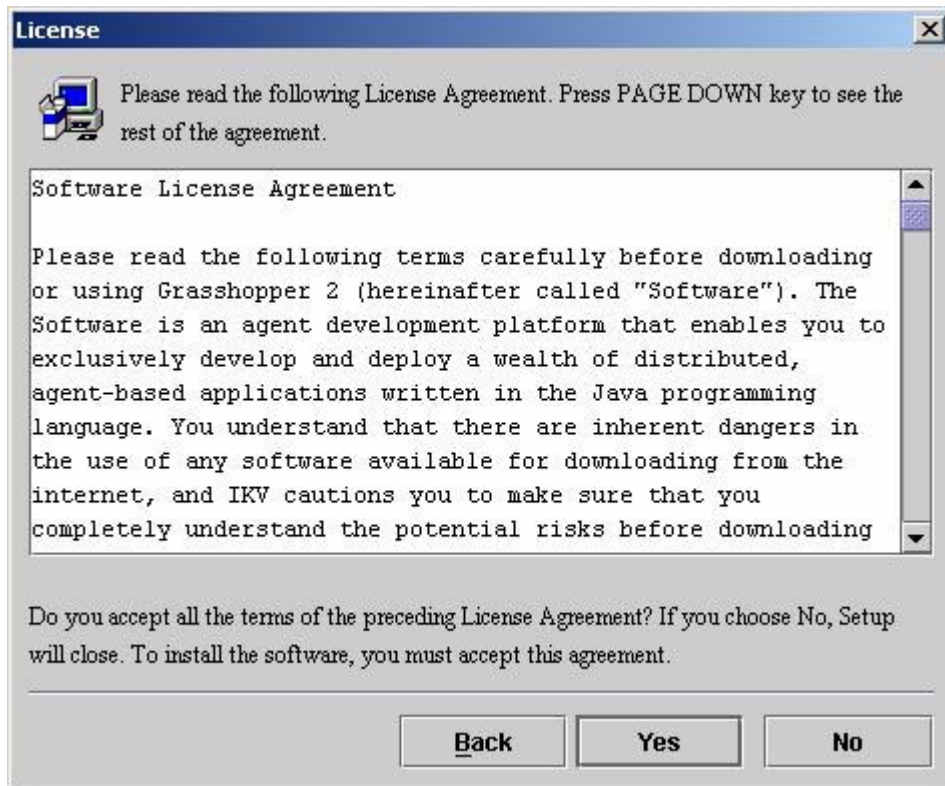 License
Please read the following License Agreement. Press PAGE DOWN key to see the
rest of the agreement.
Software License Agreement
Please read the following terms carefully before downloading
or using Grasshopper 2 (hereinafter called "Software"). The
Software is an agent development platform that enables you to
exclusively develop and deploy a wealth of distributed,
agent-based applications written in the Java programming
language. You understand that there are inherent dangers in
the use of any software available for downloading from the
internet, and IKV cautions you to make sure that you
completely understand the potential risks before downloading
Do you accept all the terms of the preceding License Agreement? If you choose No, Setup
will close. To install the software, you must accept this agreement.
Back Yes No